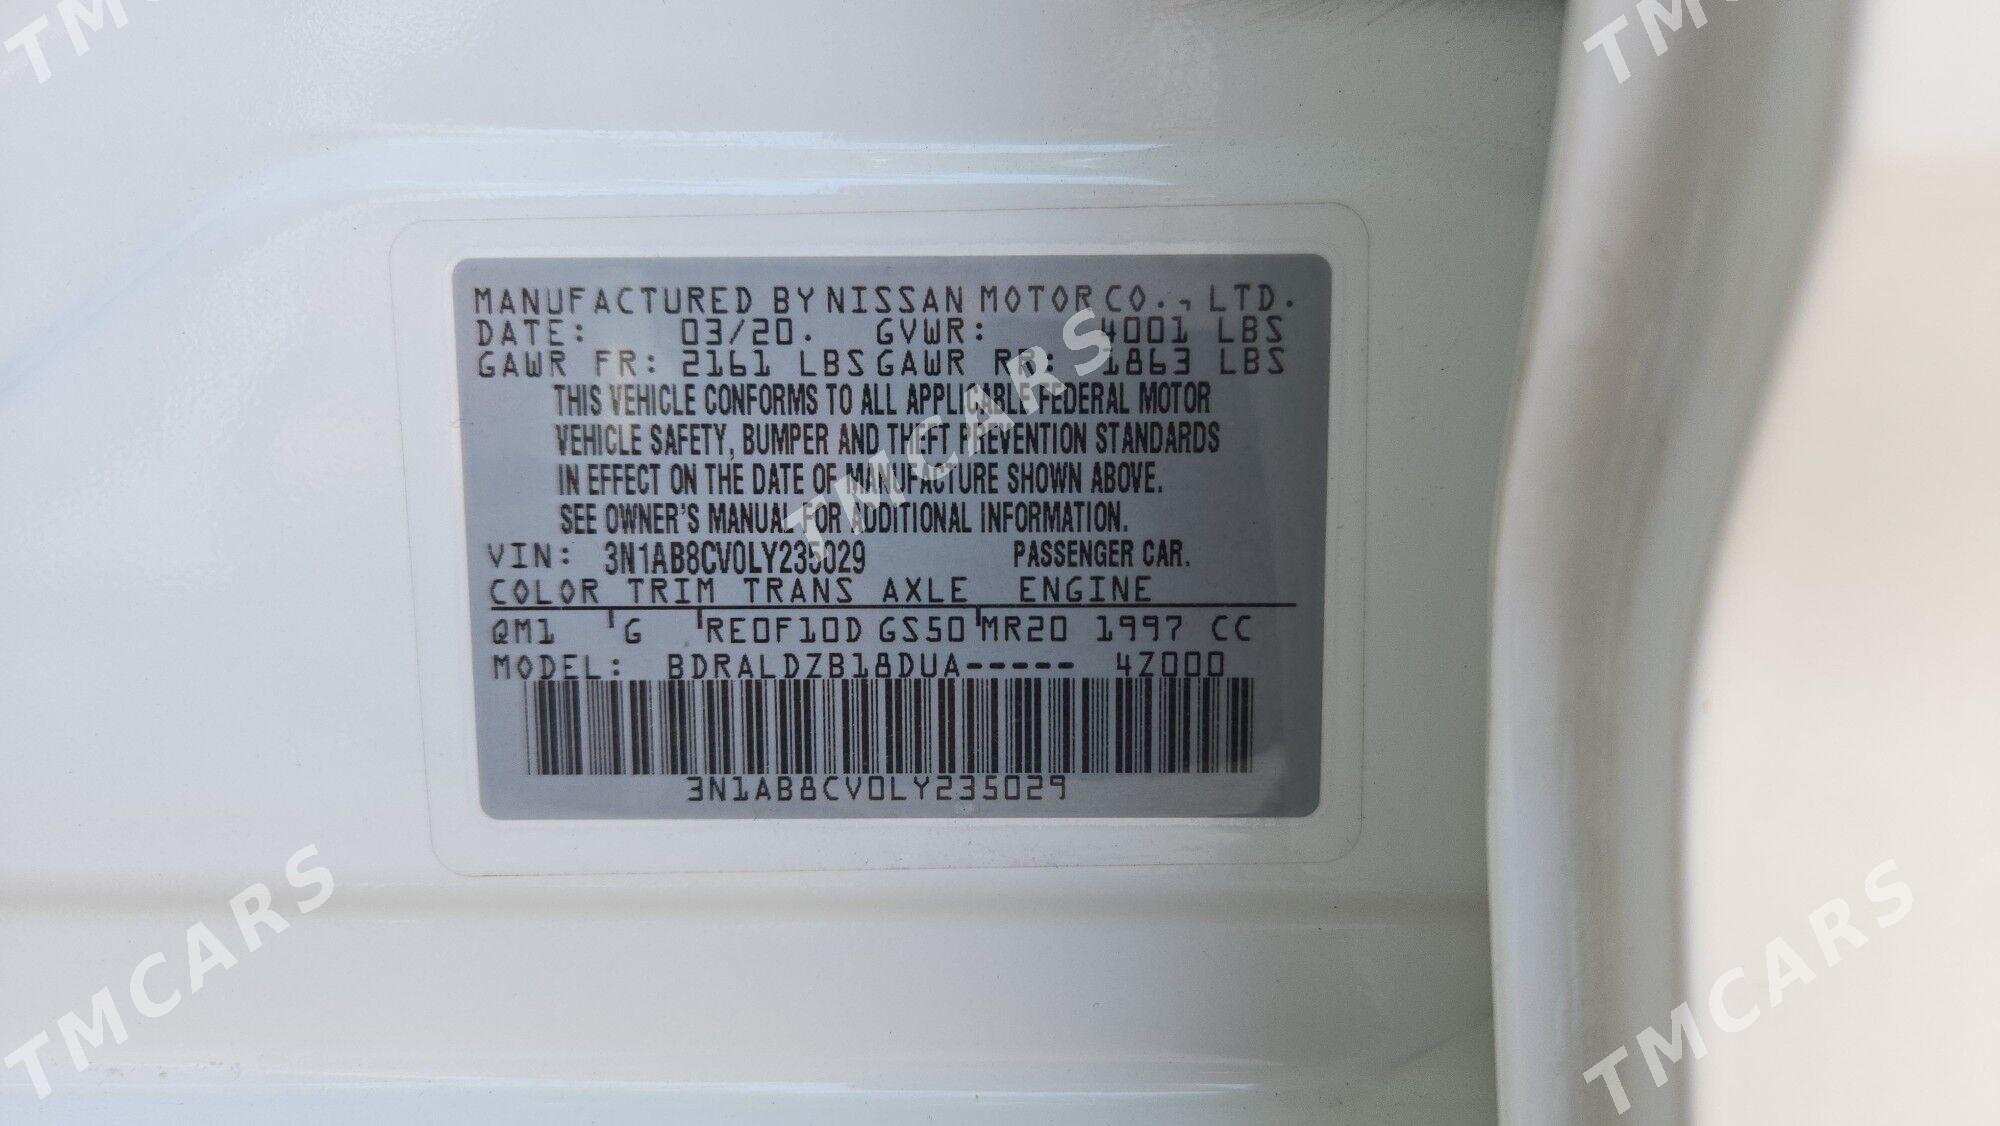 MANUFACTURED BY NISSAN MOTOR CO., LTD.
DATE: 03/20. GVWR: 4001 LBS
GAWR FR: 2161 LBS GAWR RR: 1863 LBS
THIS VEHICLE CONFORMS TO ALL APPLICABLE FEDERAL MOTOR
VEHICLE SAFETY, BUMPER AND THEFT PREVENTION STANDARDS
IN EFFECT ON THE DATE OF MANUFACTURE SHOWN ABOVE.
SEE OWNER'S MANUAL FOR ADDITIONAL INFORMATION.
VIN: 3N1AB8CV0LY235029 PASSENGER CAR.
COLOR TRIM TRANS AXLE ENGINE
QM1 G RE0F10D GS50 MR20 1997 CC
MODEL: BDRALDZB18DUA----- 4Z000
3N1AB8CV0LY235029
TMCARS
TMCARS
TMCARS
TMCARS
TMCARS